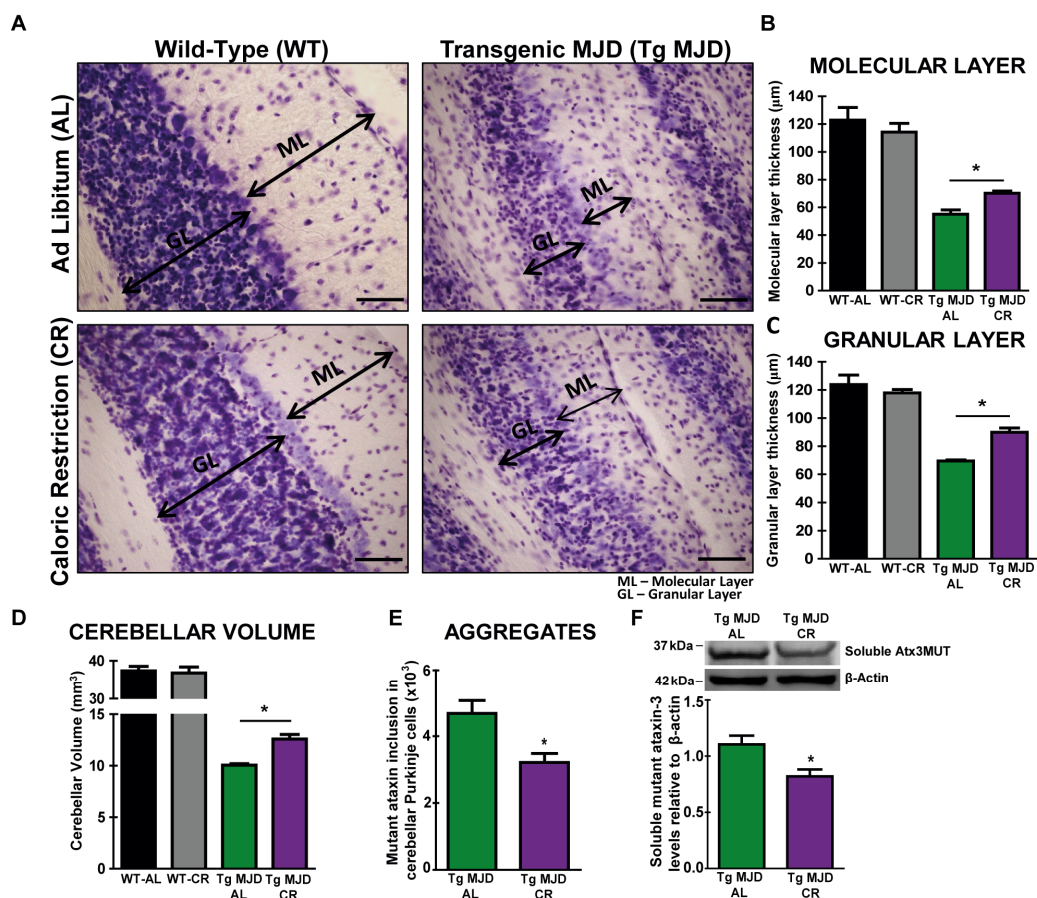 A
Wild-Type (WT)
Transgenic MJD (Tg MJD)
Ad Libitum (AL)
Caloric Restriction (CR)
ML
GL
ML
GL
ML
GL
ML
GL
ML – Molecular Layer
GL – Granular Layer
B
MOLECULAR LAYER
Molecular layer thickness (μm)
140
120
100
80
60
40
20
0
*
WT-AL WT-CR Tg MJD Tg MJD
AL CR
C
GRANULAR LAYER
Granular layer thickness (μm)
140
120
100
80
60
40
20
0
*
WT-AL WT-CR Tg MJD Tg MJD
AL CR
D
CEREBELLAR VOLUME
Cerebellar Volume (mm³)
40
30
15
10
5
0
*
WT-AL WT-CR Tg MJD Tg MJD
AL CR
E
AGGREGATES
Mutant ataxin inclusion in
cerebellar Purkinje cells (x10³)
6
4
2
0
*
Tg MJD Tg MJD
AL CR
F
Tg MJD Tg MJD
AL CR
37 kDa
Soluble Atx3MUT
42 kDa
β-Actin
Soluble mutant ataxin-3
levels relative to β-actin
1.5
1.0
0.5
0.0
*
Tg MJD Tg MJD
AL CR